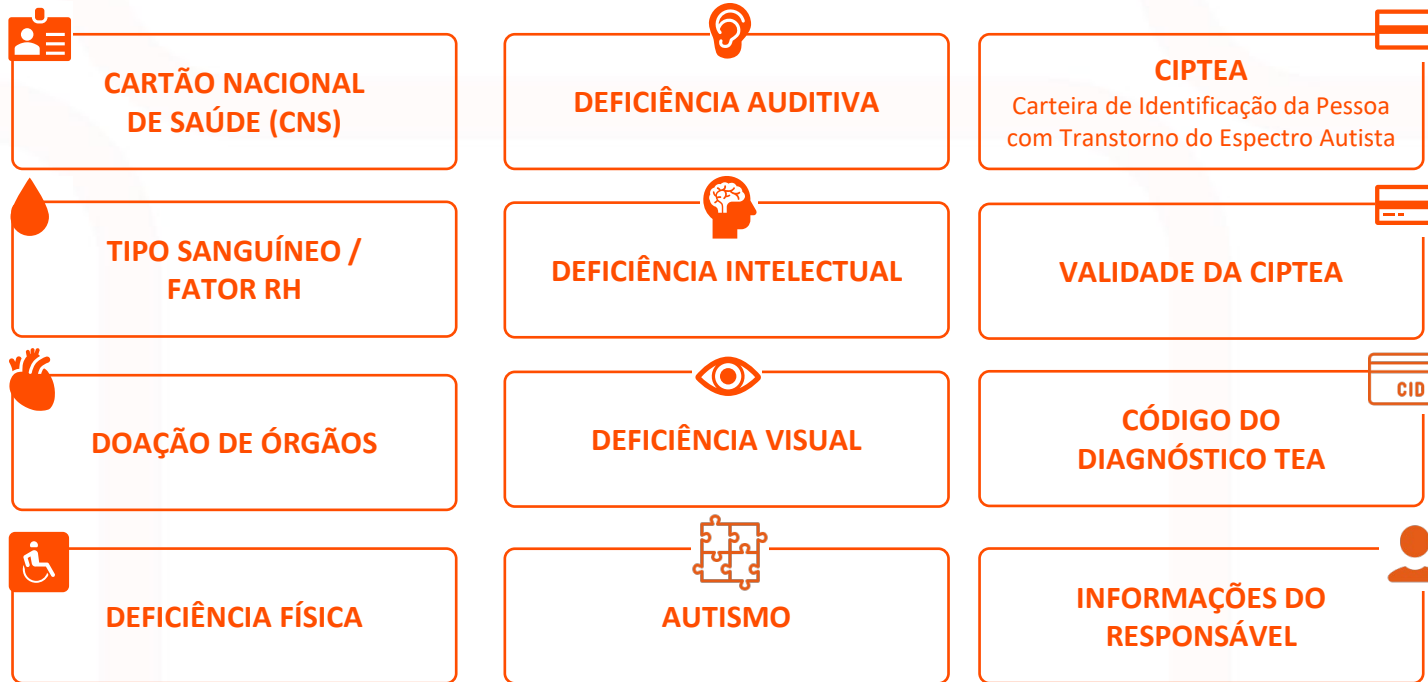 CARTÃO NACIONAL
DE SAÚDE (CNS)
DEFICIÊNCIA AUDITIVA
CIPTEA
Carteira de Identificação da Pessoa
com Transtorno do Espectro Autista
TIPO SANGUÍNEO /
FATOR RH
DEFICIÊNCIA INTELECTUAL
VALIDADE DA CIPTEA
DOAÇÃO DE ÓRGÃOS
DEFICIÊNCIA VISUAL
CID
CÓDIGO DO
DIAGNÓSTICO TEA
DEFICIÊNCIA FÍSICA
AUTISMO
INFORMAÇÕES DO
RESPONSÁVEL